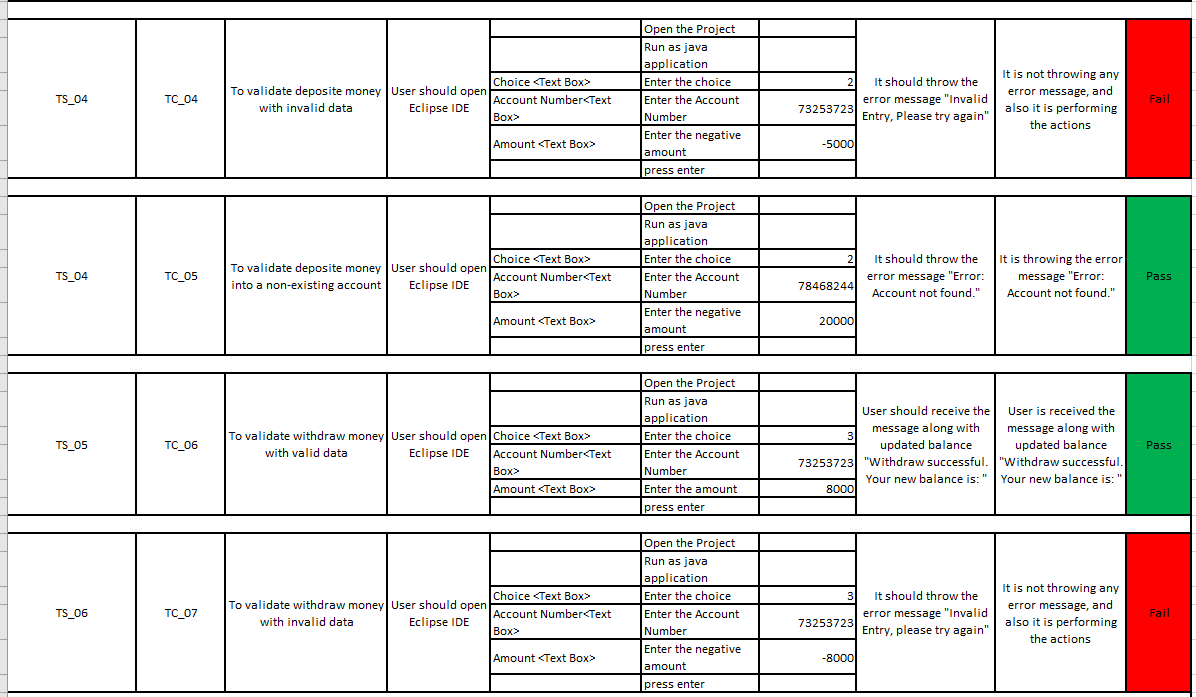 TS_04
TC_04
To validate deposite money
with invalid data
User should open
Eclipse IDE
Open the Project
Run as java
application
Choice <Text Box>
Enter the choice
2
Account Number<Text
Box>
Enter the Account
Number
73253723
Amount <Text Box>
Enter the negative
amount
-5000
press enter
It should throw the
error message "Invalid
Entry, Please try again"
It is not throwing any
error message, and
also it is performing
the actions
Fail
TS_04
TC_05
To validate deposite money
into a non-existing account
User should open
Eclipse IDE
Open the Project
Run as java
application
Choice <Text Box>
Enter the choice
2
Account Number<Text
Box>
Enter the Account
Number
78468244
Amount <Text Box>
Enter the negative
amount
20000
press enter
It should throw the
error message "Error:
Account not found."
It is throwing the error
message "Error:
Account not found."
Pass
TS_05
TC_06
To validate withdraw money
with valid data
User should open
Eclipse IDE
Open the Project
Run as java
application
Choice <Text Box>
Enter the choice
3
Account Number<Text
Box>
Enter the Account
Number
73253723
Amount <Text Box>
Enter the amount
8000
press enter
User should receive the
message along with
updated balance
"Withdraw successful.
Your new balance is: "
User is received the
message along with
updated balance
"Withdraw successful.
Your new balance is: "
Pass
TS_06
TC_07
To validate withdraw money
with invalid data
User should open
Eclipse IDE
Open the Project
Run as java
application
Choice <Text Box>
Enter the choice
3
Account Number<Text
Box>
Enter the Account
Number
73253723
Amount <Text Box>
Enter the negative
amount
-8000
press enter
It should throw the
error message "Invalid
Entry, please try again"
It is not throwing any
error message, and
also it is performing
the actions
Fail